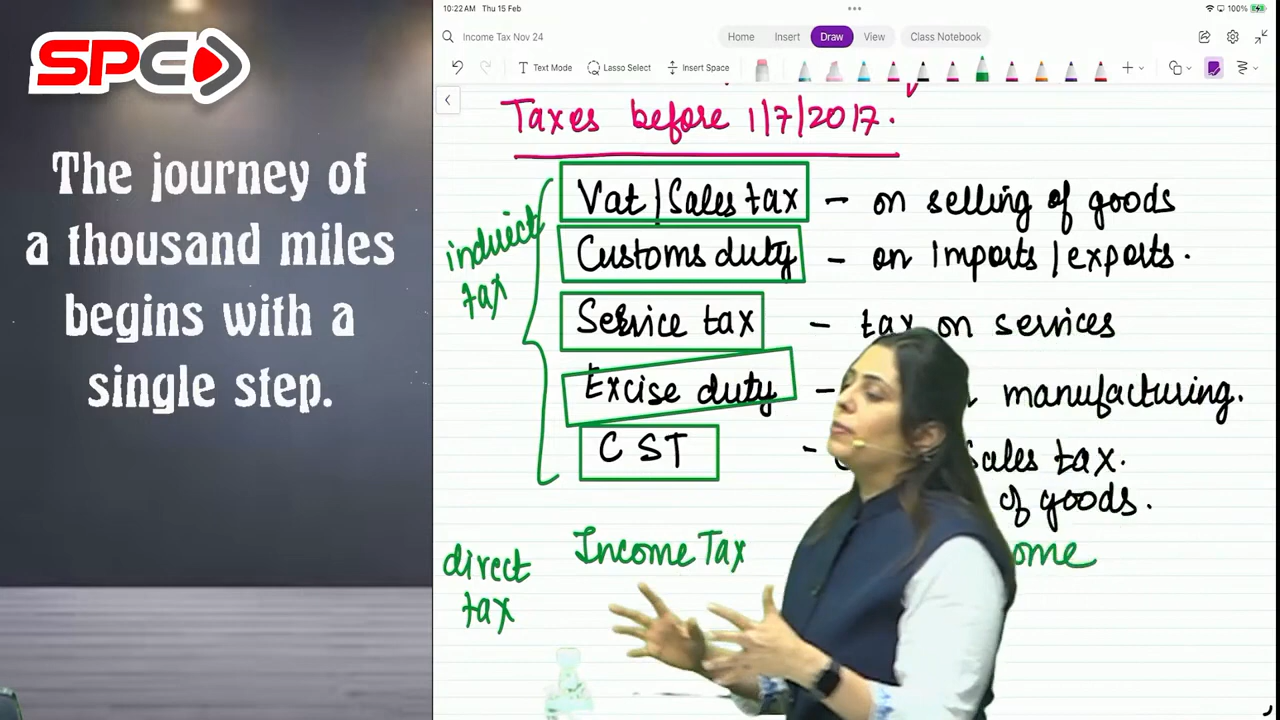 SPC
The journey of
a thousand miles
begins with a
single step.
10:22 AM Thu 15 Feb
100%
Income Tax Nov 24
Home Insert Draw View Class Notebook
Text Mode Lasso Select Insert Space
Taxes before 1/7/2017.
indirect
tax
Vat/Sales tax - on selling of goods
Customs duty - on Imports/exports.
Service tax - tax on services
Excise duty - manufacturing.
CST - Sales tax.
of goods.
direct
tax
Income Tax